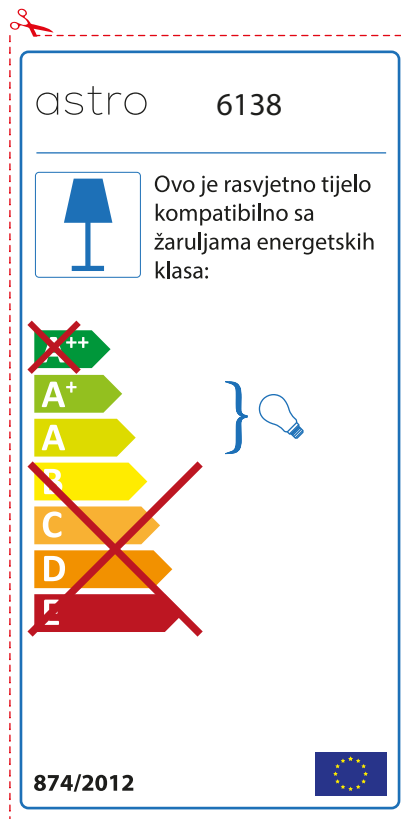 astro 6138
Ovo je rasvjetno tijelo
kompatibilno sa
žaruljama energetskih
klasa:
A++
A+
A
B
C
D
E
874/2012